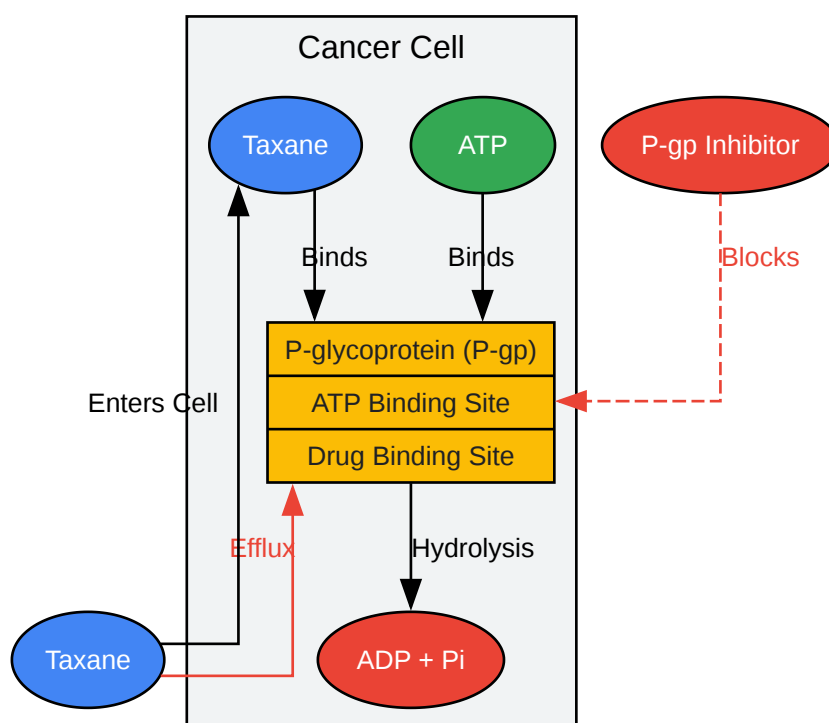 Cancer Cell
Taxane
ATP
P-gp Inhibitor
Binds
Binds
Blocks
P-glycoprotein (P-gp)
Enters Cell
ATP Binding Site
Drug Binding Site
Efflux
Hydrolysis
Taxane
ADP + Pi